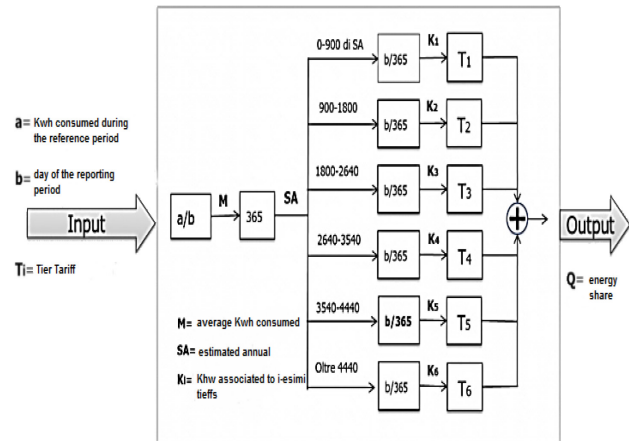 a= Kwh consumed during
the reference period
b= day of the reporting
period
Input
Ti= Tier Tariff
a/b
M
365
SA
0-900 di SA
b/365
K1
T1
900-1800
b/365
K2
T2
1800-2640
b/365
K3
T3
2640-3540
b/365
K4
T4
3540-4440
b/365
K5
T5
Oltre 4440
b/365
K6
T6
+
M= average Kwh consumed
SA= estimated annual
Ki= Khw associated to i-esimi
tieffs
Output
Q= energy
share